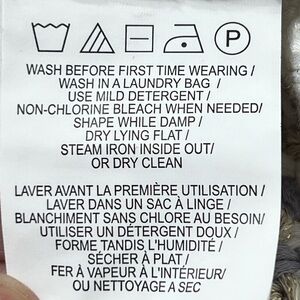 P
WASH BEFORE FIRST TIME WEARING /
WASH IN A LAUNDRY BAG /
USE MILD DETERGENT /
NON-CHLORINE BLEACH WHEN NEEDED/
SHAPE WHILE DAMP /
DRY LYING FLAT /
STEAM IRON INSIDE OUT/
OR DRY CLEAN
LAVER AVANT LA PREMIÈRE UTILISATION /
LAVER DANS UN SAC À LINGE /
BLANCHIMENT SANS CHLORE AU BESOIN/
UTILISER UN DÉTERGENT DOUX /
FORME TANDIS L'HUMIDITÉ /
SÉCHER À PLAT /
FER À VAPEUR À L'INTÉRIEUR/
OU NETTOYAGE A SEC